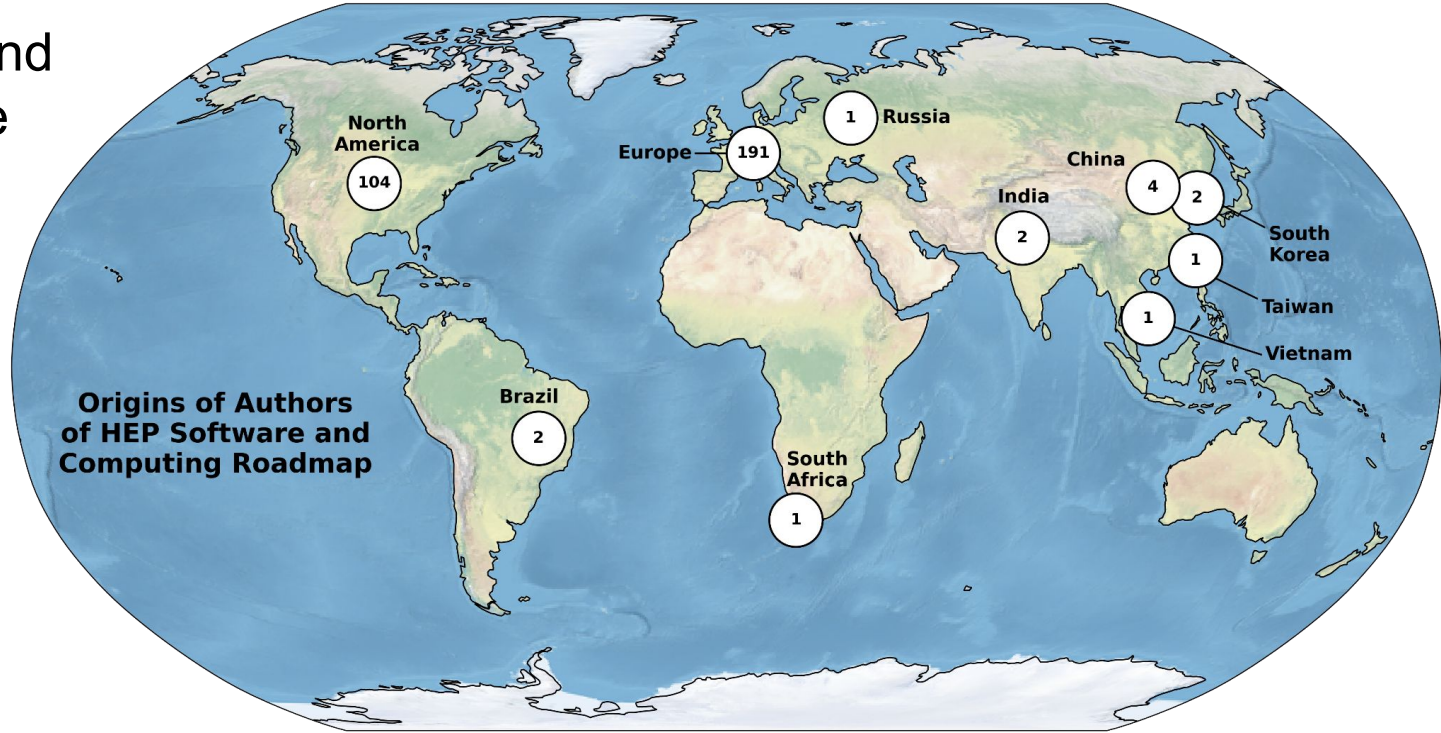 nd
e
North
America
104
Europe
191
1
Russia
China
4
2
South
Korea
India
2
1
Taiwan
1
Vietnam
Origins of Authors
of HEP Software and
Computing Roadmap
Brazil
2
South
Africa
1